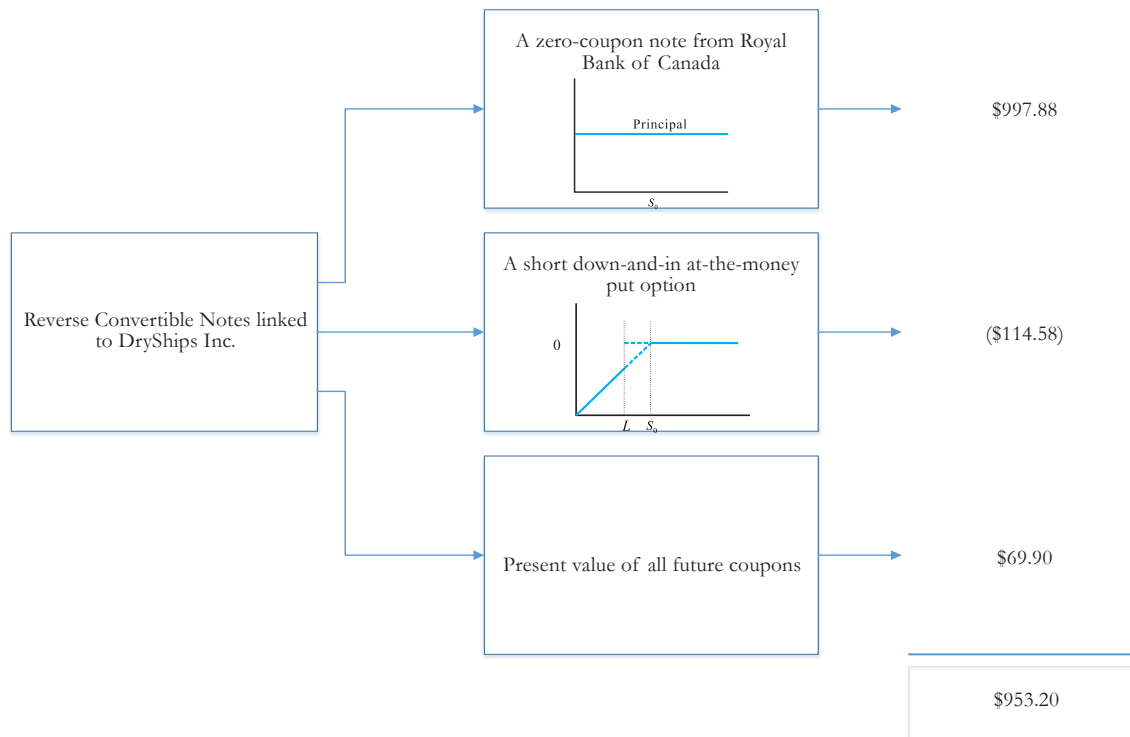 A zero-coupon note from Royal
Bank of Canada
Principal
S₀
$997.88
Reverse Convertible Notes linked
to DryShips Inc.
A short down-and-in at-the-money
put option
0
L S₀
($114.58)
Present value of all future coupons
$69.90
$953.20